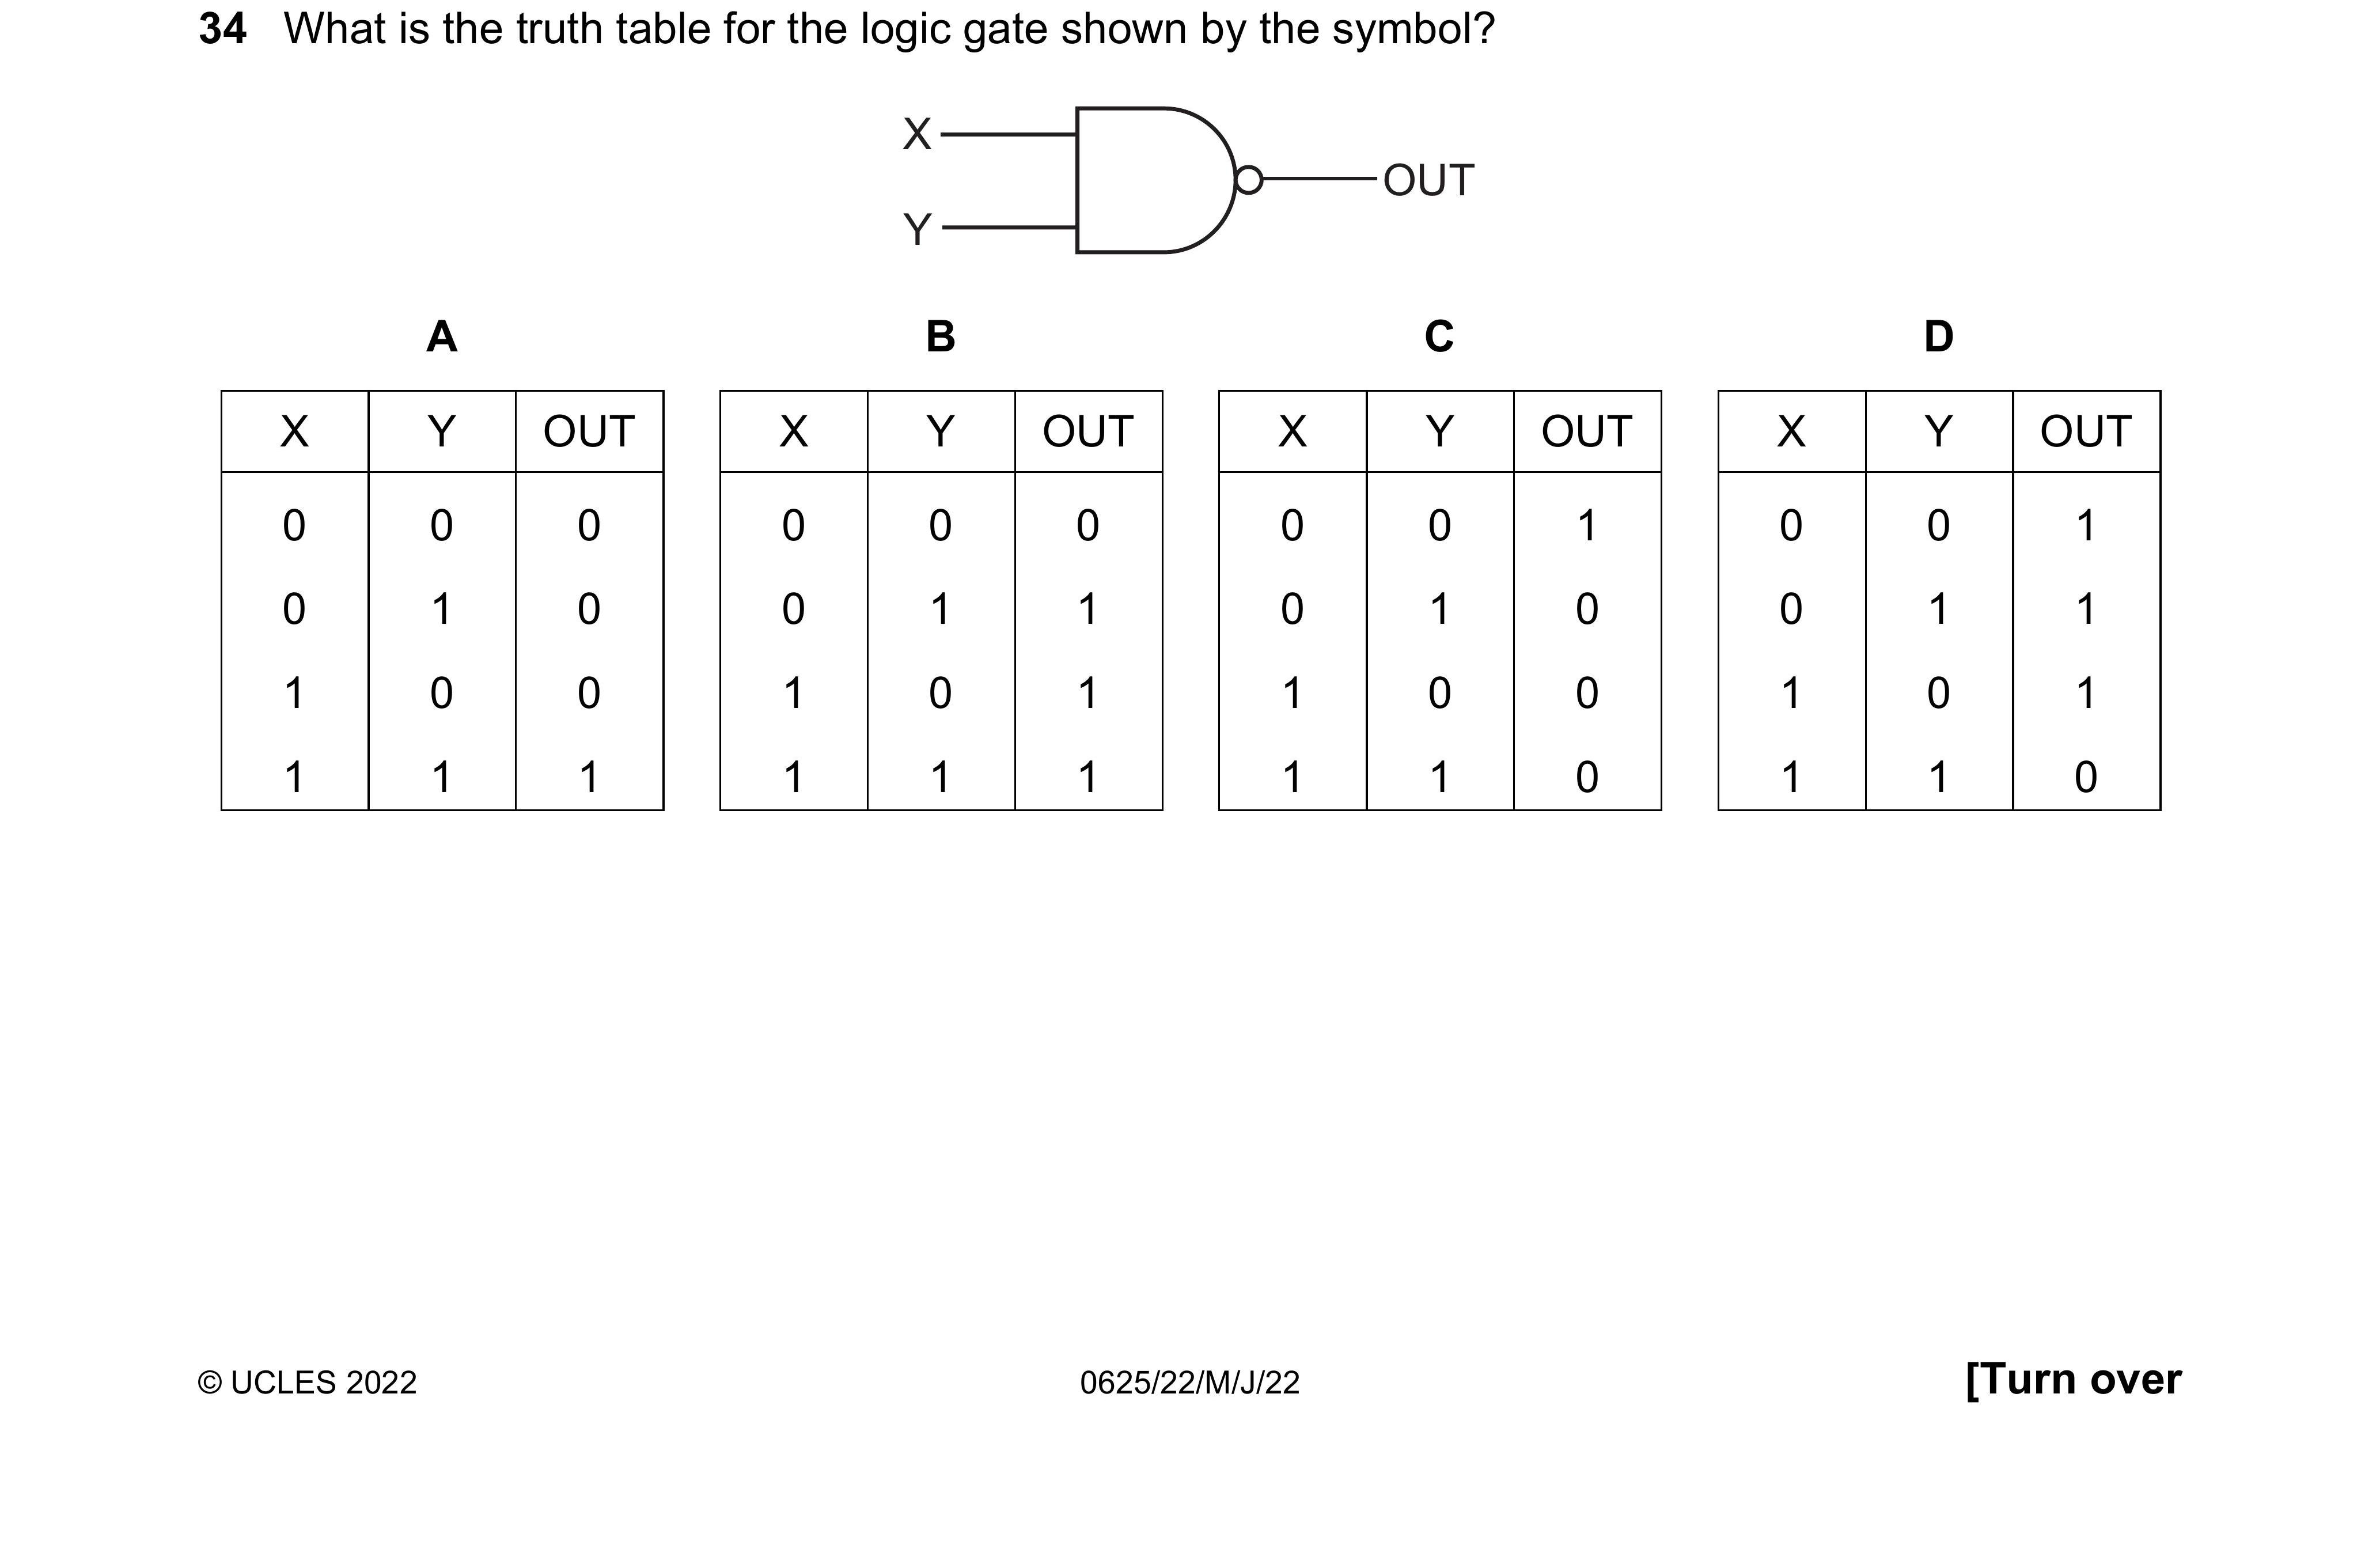 34 What is the truth table for the logic gate shown by the symbol?
X
OUT
Y
A B C D
X Y OUT X Y OUT X Y OUT X Y OUT
0 0 0 0 0 0 0 0 1 0 0 1
0 1 0 0 1 1 0 1 0 0 1 1
1 0 0 1 0 1 1 0 0 1 0 1
1 1 1 1 1 1 1 1 0 1 1 0
© UCLES 2022 0625/22/M/J/22 [Turn over